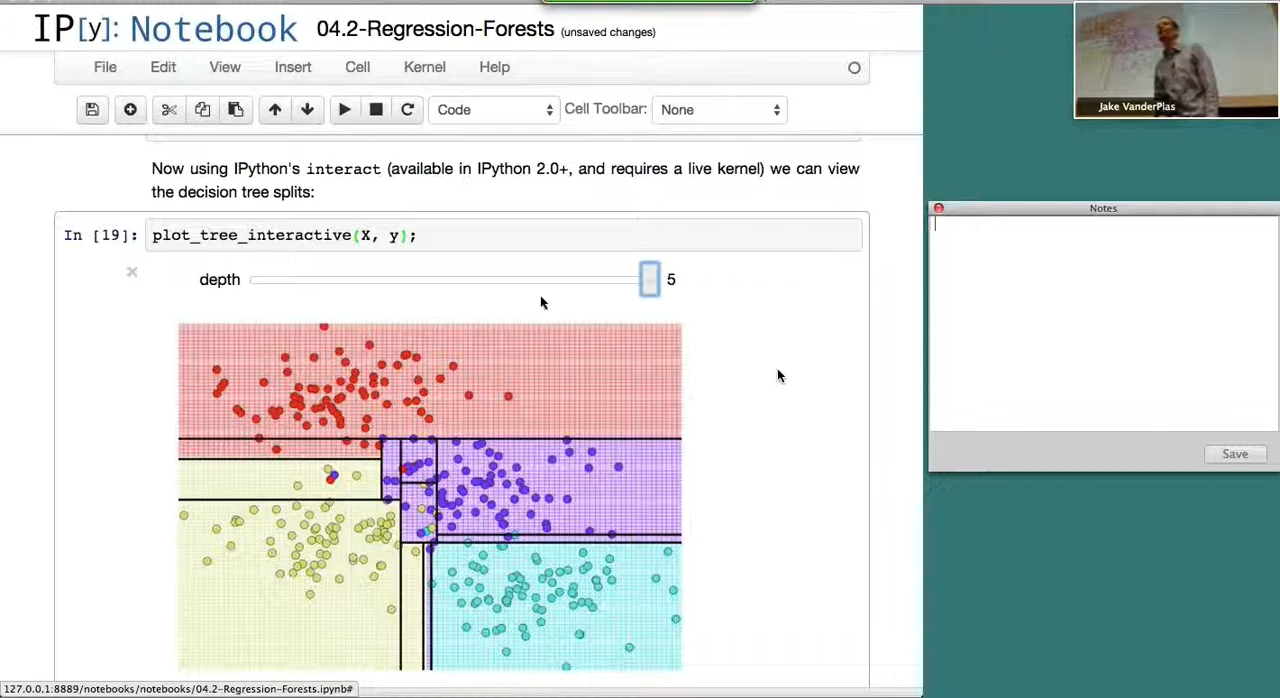 IP[y]: Notebook 04.2-Regression-Forests (unsaved changes)
Jake VanderPlas
File Edit View Insert Cell Kernel Help
Code Cell Toolbar: None
Now using IPython's interact (available in IPython 2.0+, and requires a live kernel) we can view
the decision tree splits:
Notes
In [19]: plot_tree_interactive(X, y);
depth 5
Save
127.0.0.1:8889/notebooks/notebooks/04.2-Regression-Forests.ipynb#